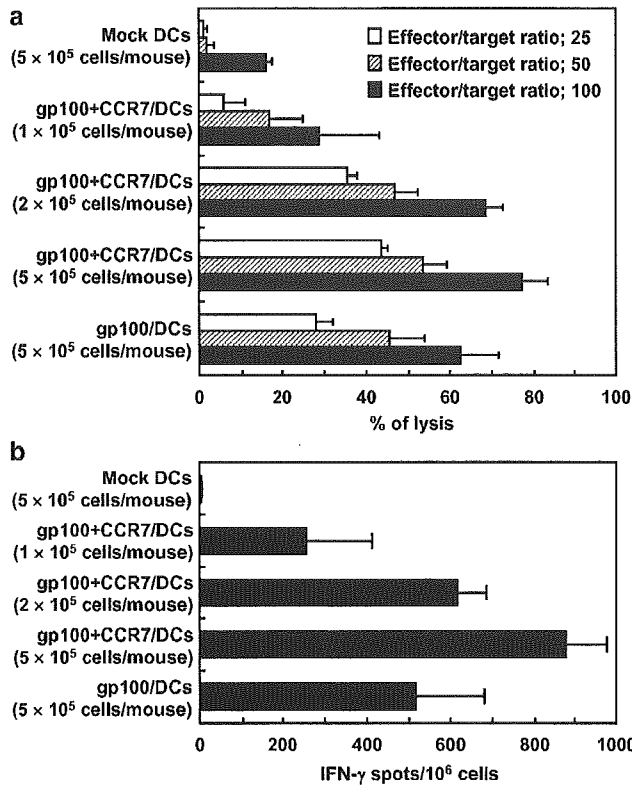 a
Mock DCs
(5 × 10⁵ cells/mouse)
gp100+CCR7/DCs
(1 × 10⁵ cells/mouse)
gp100+CCR7/DCs
(2 × 10⁵ cells/mouse)
gp100+CCR7/DCs
(5 × 10⁵ cells/mouse)
gp100/DCs
(5 × 10⁵ cells/mouse)
Effector/target ratio; 25
Effector/target ratio; 50
Effector/target ratio; 100
0 20 40 60 80 100
% of lysis
b
Mock DCs
(5 × 10⁵ cells/mouse)
gp100+CCR7/DCs
(1 × 10⁵ cells/mouse)
gp100+CCR7/DCs
(2 × 10⁵ cells/mouse)
gp100+CCR7/DCs
(5 × 10⁵ cells/mouse)
gp100/DCs
(5 × 10⁵ cells/mouse)
0 200 400 600 800 1000
IFN-γ spots/10⁶ cells